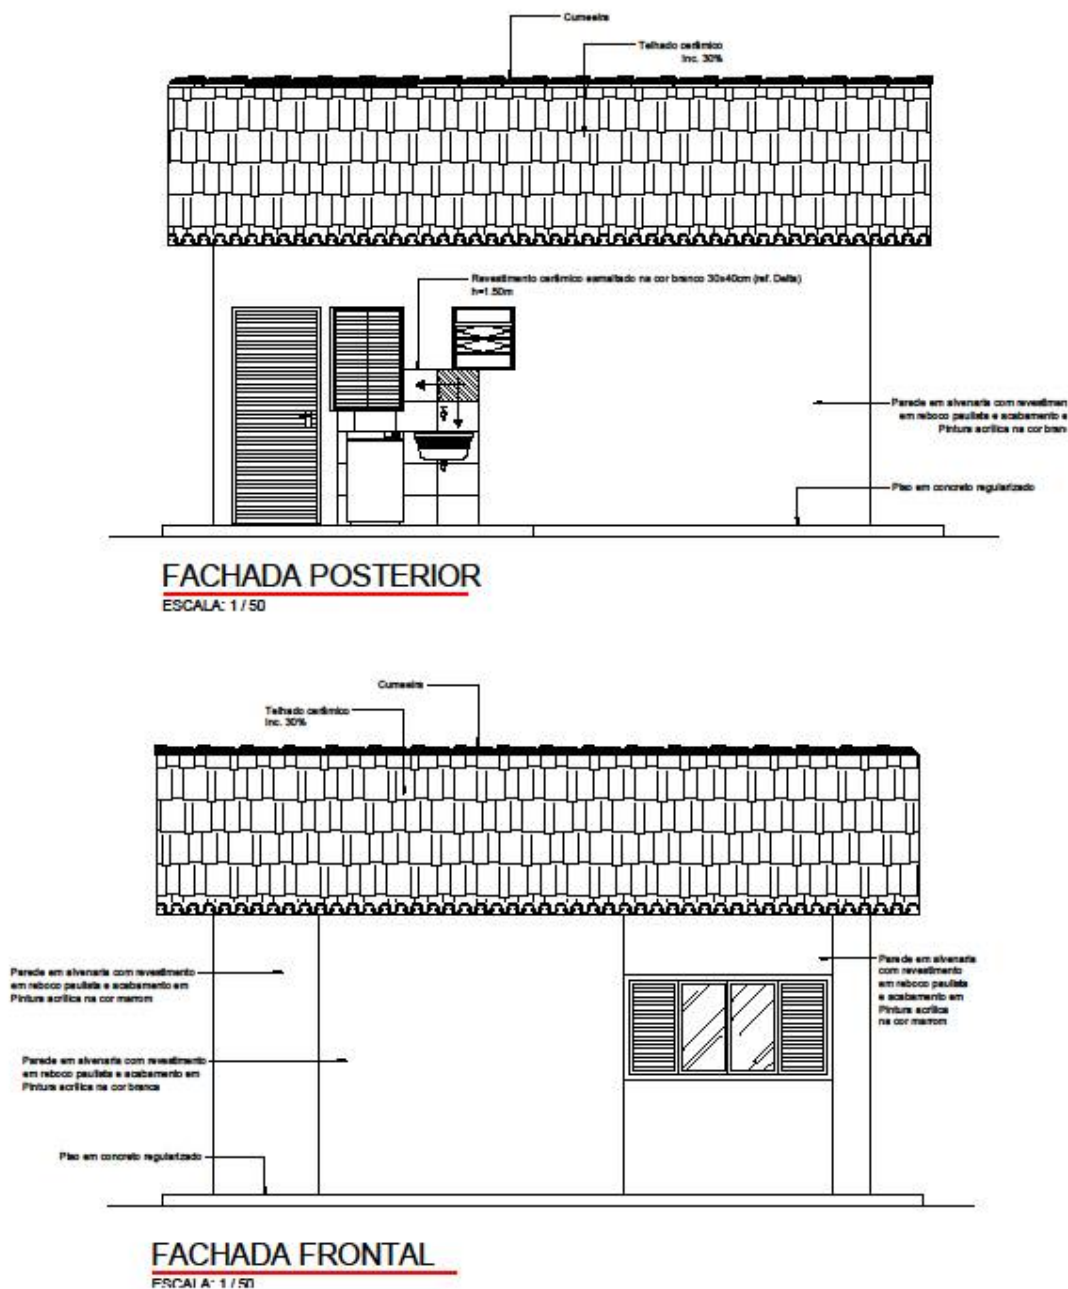 Cumeeira
Telhado cerâmico
Inc. 30%
Revestimento cerâmico esmaltado na cor branco 30x40cm (ref. Delta)
h=1.50m
Parede em alvenaria com revestimen
em reboco paulista e acabamento e
Pintura acrílica na cor bran
Piso em concreto regularizado
FACHADA POSTERIOR
ESCALA: 1 / 50
Cumeeira
Telhado cerâmico
Inc. 30%
Parede em alvenaria com revestimento
em reboco paulista e acabamento em
Pintura acrílica na cor marrom
Parede em alvenaria
com revestimento
em reboco paulista
e acabamento em
Pintura acrílica
na cor marrom
Parede em alvenaria com revestimento
em reboco paulista e acabamento em
Pintura acrílica na cor branca
Piso em concreto regularizado
FACHADA FRONTAL
ESCALA: 1 / 50